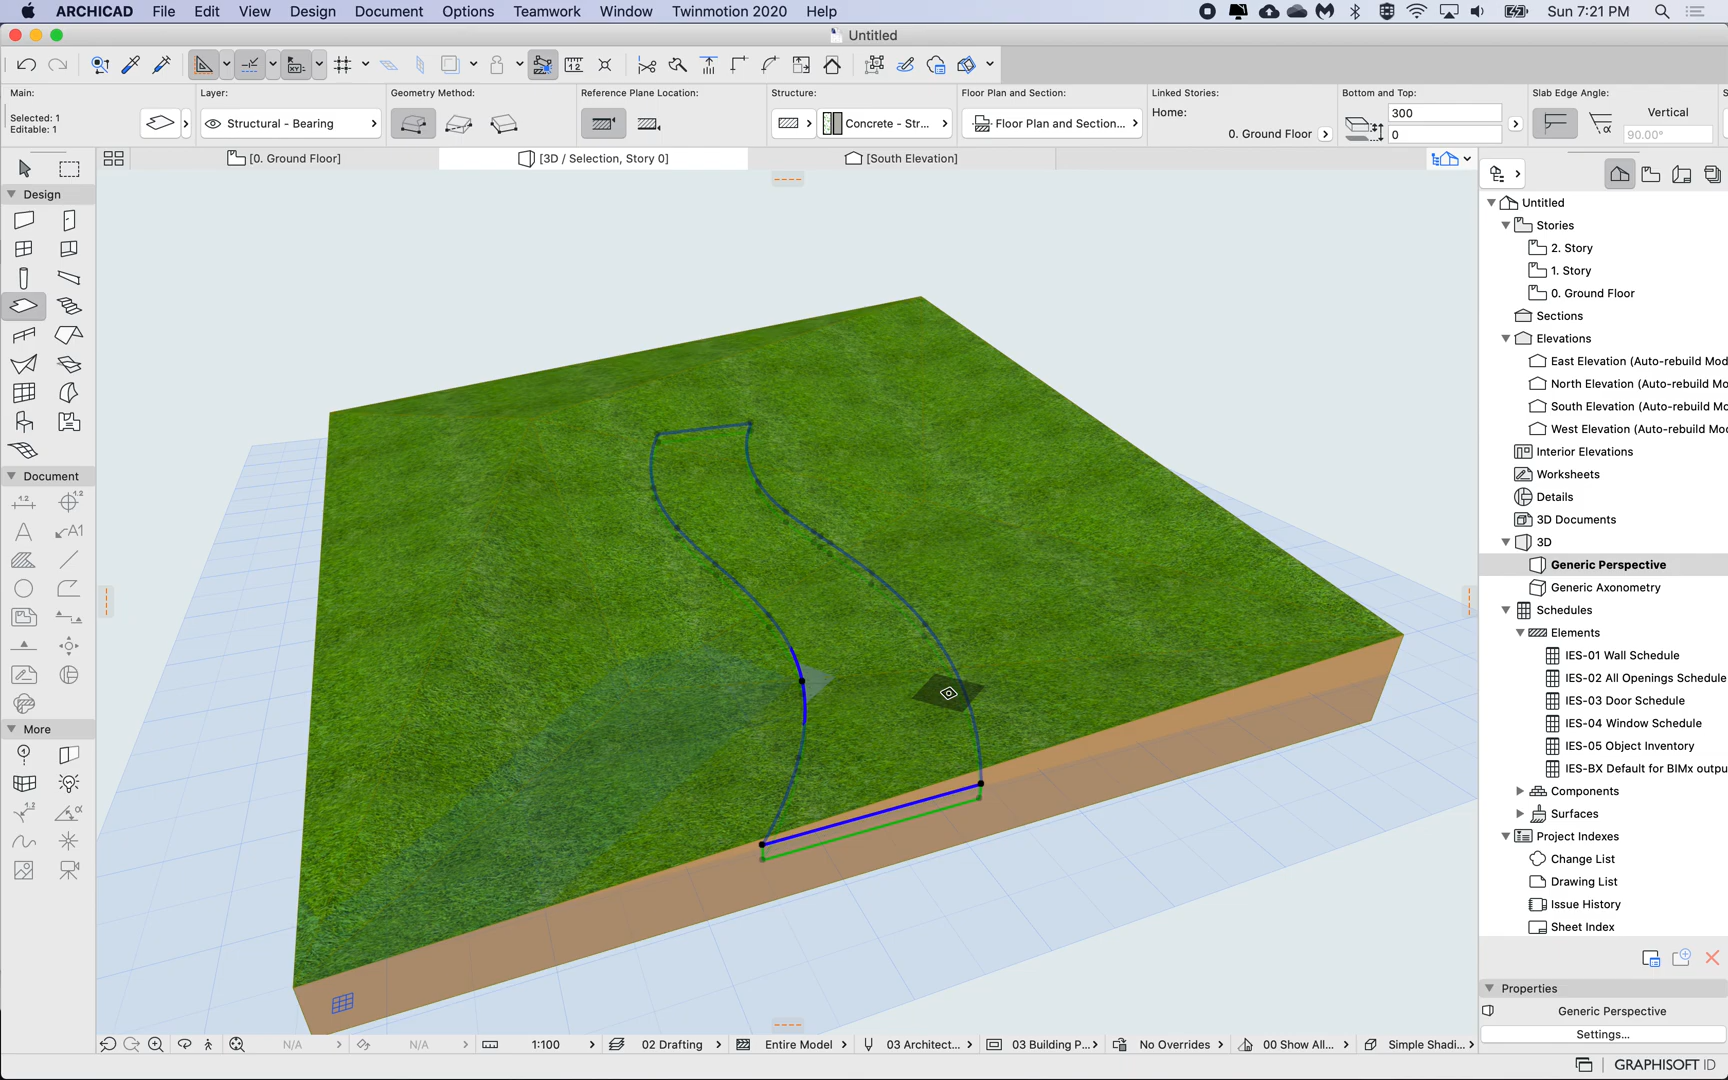 ARCHICAD File Edit View Design Document Options Teamwork Window Twinmotion 2020 Help
Sun 7:21 PM
Untitled
Main:
Selected: 1
Editable: 1
Layer:
Structural - Bearing
Geometry Method:
Reference Plane Location:
Structure:
Concrete - Str...
Floor Plan and Section:
Floor Plan and Section...
Linked Stories:
Home:
0. Ground Floor
Bottom and Top:
300
0
Slab Edge Angle:
Vertical
90.00°
[0. Ground Floor]
[3D / Selection, Story 0]
[South Elevation]
Design
Document
More
Untitled
Stories
2. Story
1. Story
0. Ground Floor
Sections
Elevations
East Elevation (Auto-rebuild Mod
North Elevation (Auto-rebuild Mo
South Elevation (Auto-rebuild Mo
West Elevation (Auto-rebuild Mo
Interior Elevations
Worksheets
Details
3D Documents
3D
Generic Perspective
Generic Axonometry
Schedules
Elements
IES-01 Wall Schedule
IES-02 All Openings Schedule
IES-03 Door Schedule
IES-04 Window Schedule
IES-05 Object Inventory
IES-BX Default for BIMx outpu
Components
Surfaces
Project Indexes
Change List
Drawing List
Issue History
Sheet Index
Properties
Generic Perspective
Settings...
N/A N/A 1:100 02 Drafting Entire Model 03 Architect... 03 Building P... No Overrides 00 Show All... Simple Shadi...
GRAPHISOFT ID